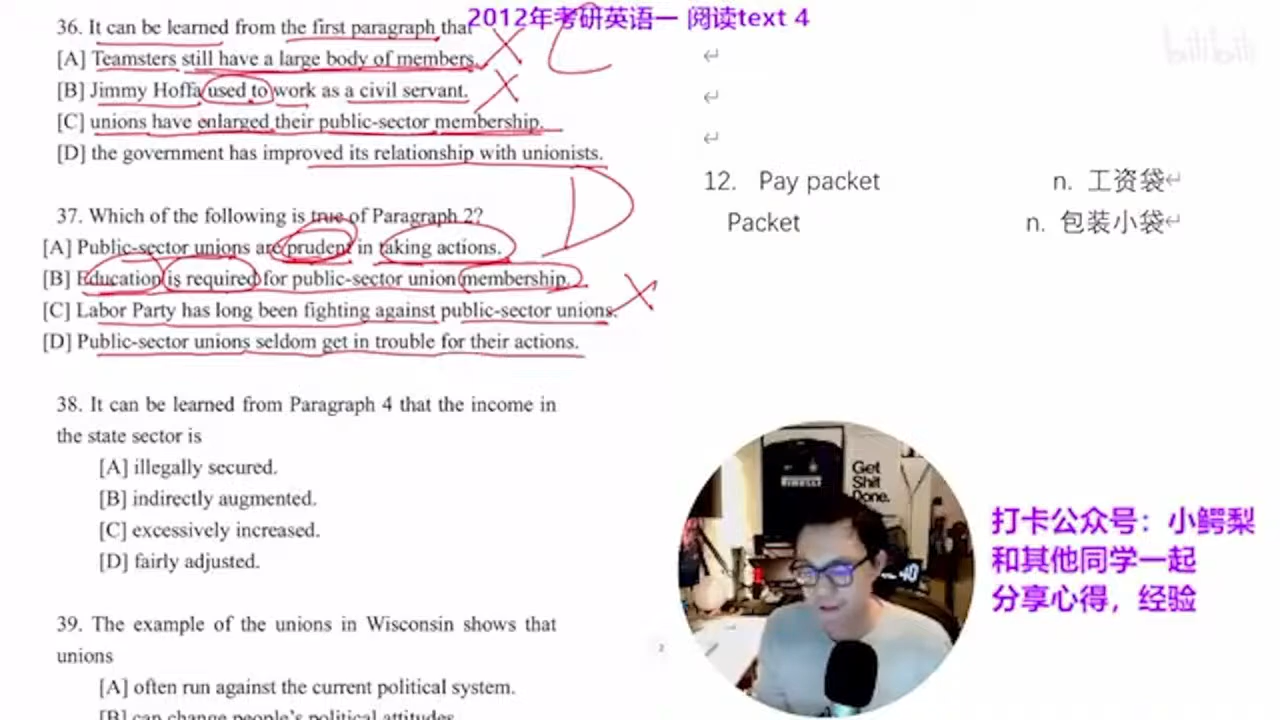 2012年考研英语一 阅读text 4
bilibili
36. It can be learned from the first paragraph that
[A] Teamsters still have a large body of members.
[B] Jimmy Hoffa used to work as a civil servant.
[C] unions have enlarged their public-sector membership.
[D] the government has improved its relationship with unionists.
C
12. Pay packet n. 工资袋
Packet n. 包装小袋
37. Which of the following is true of Paragraph 2?
[A] Public-sector unions are prudent in taking actions.
[B] Education is required for public-sector union membership.
[C] Labor Party has long been fighting against public-sector unions.
[D] Public-sector unions seldom get in trouble for their actions.
D
38. It can be learned from Paragraph 4 that the income in
the state sector is
[A] illegally secured.
[B] indirectly augmented.
[C] excessively increased.
[D] fairly adjusted.
39. The example of the unions in Wisconsin shows that
unions
[A] often run against the current political system.
[B] can change people's political attitudes.
PIRELLI
Get
Shit
Done.
40
2
打卡公众号：小鳄梨
和其他同学一起
分享心得，经验